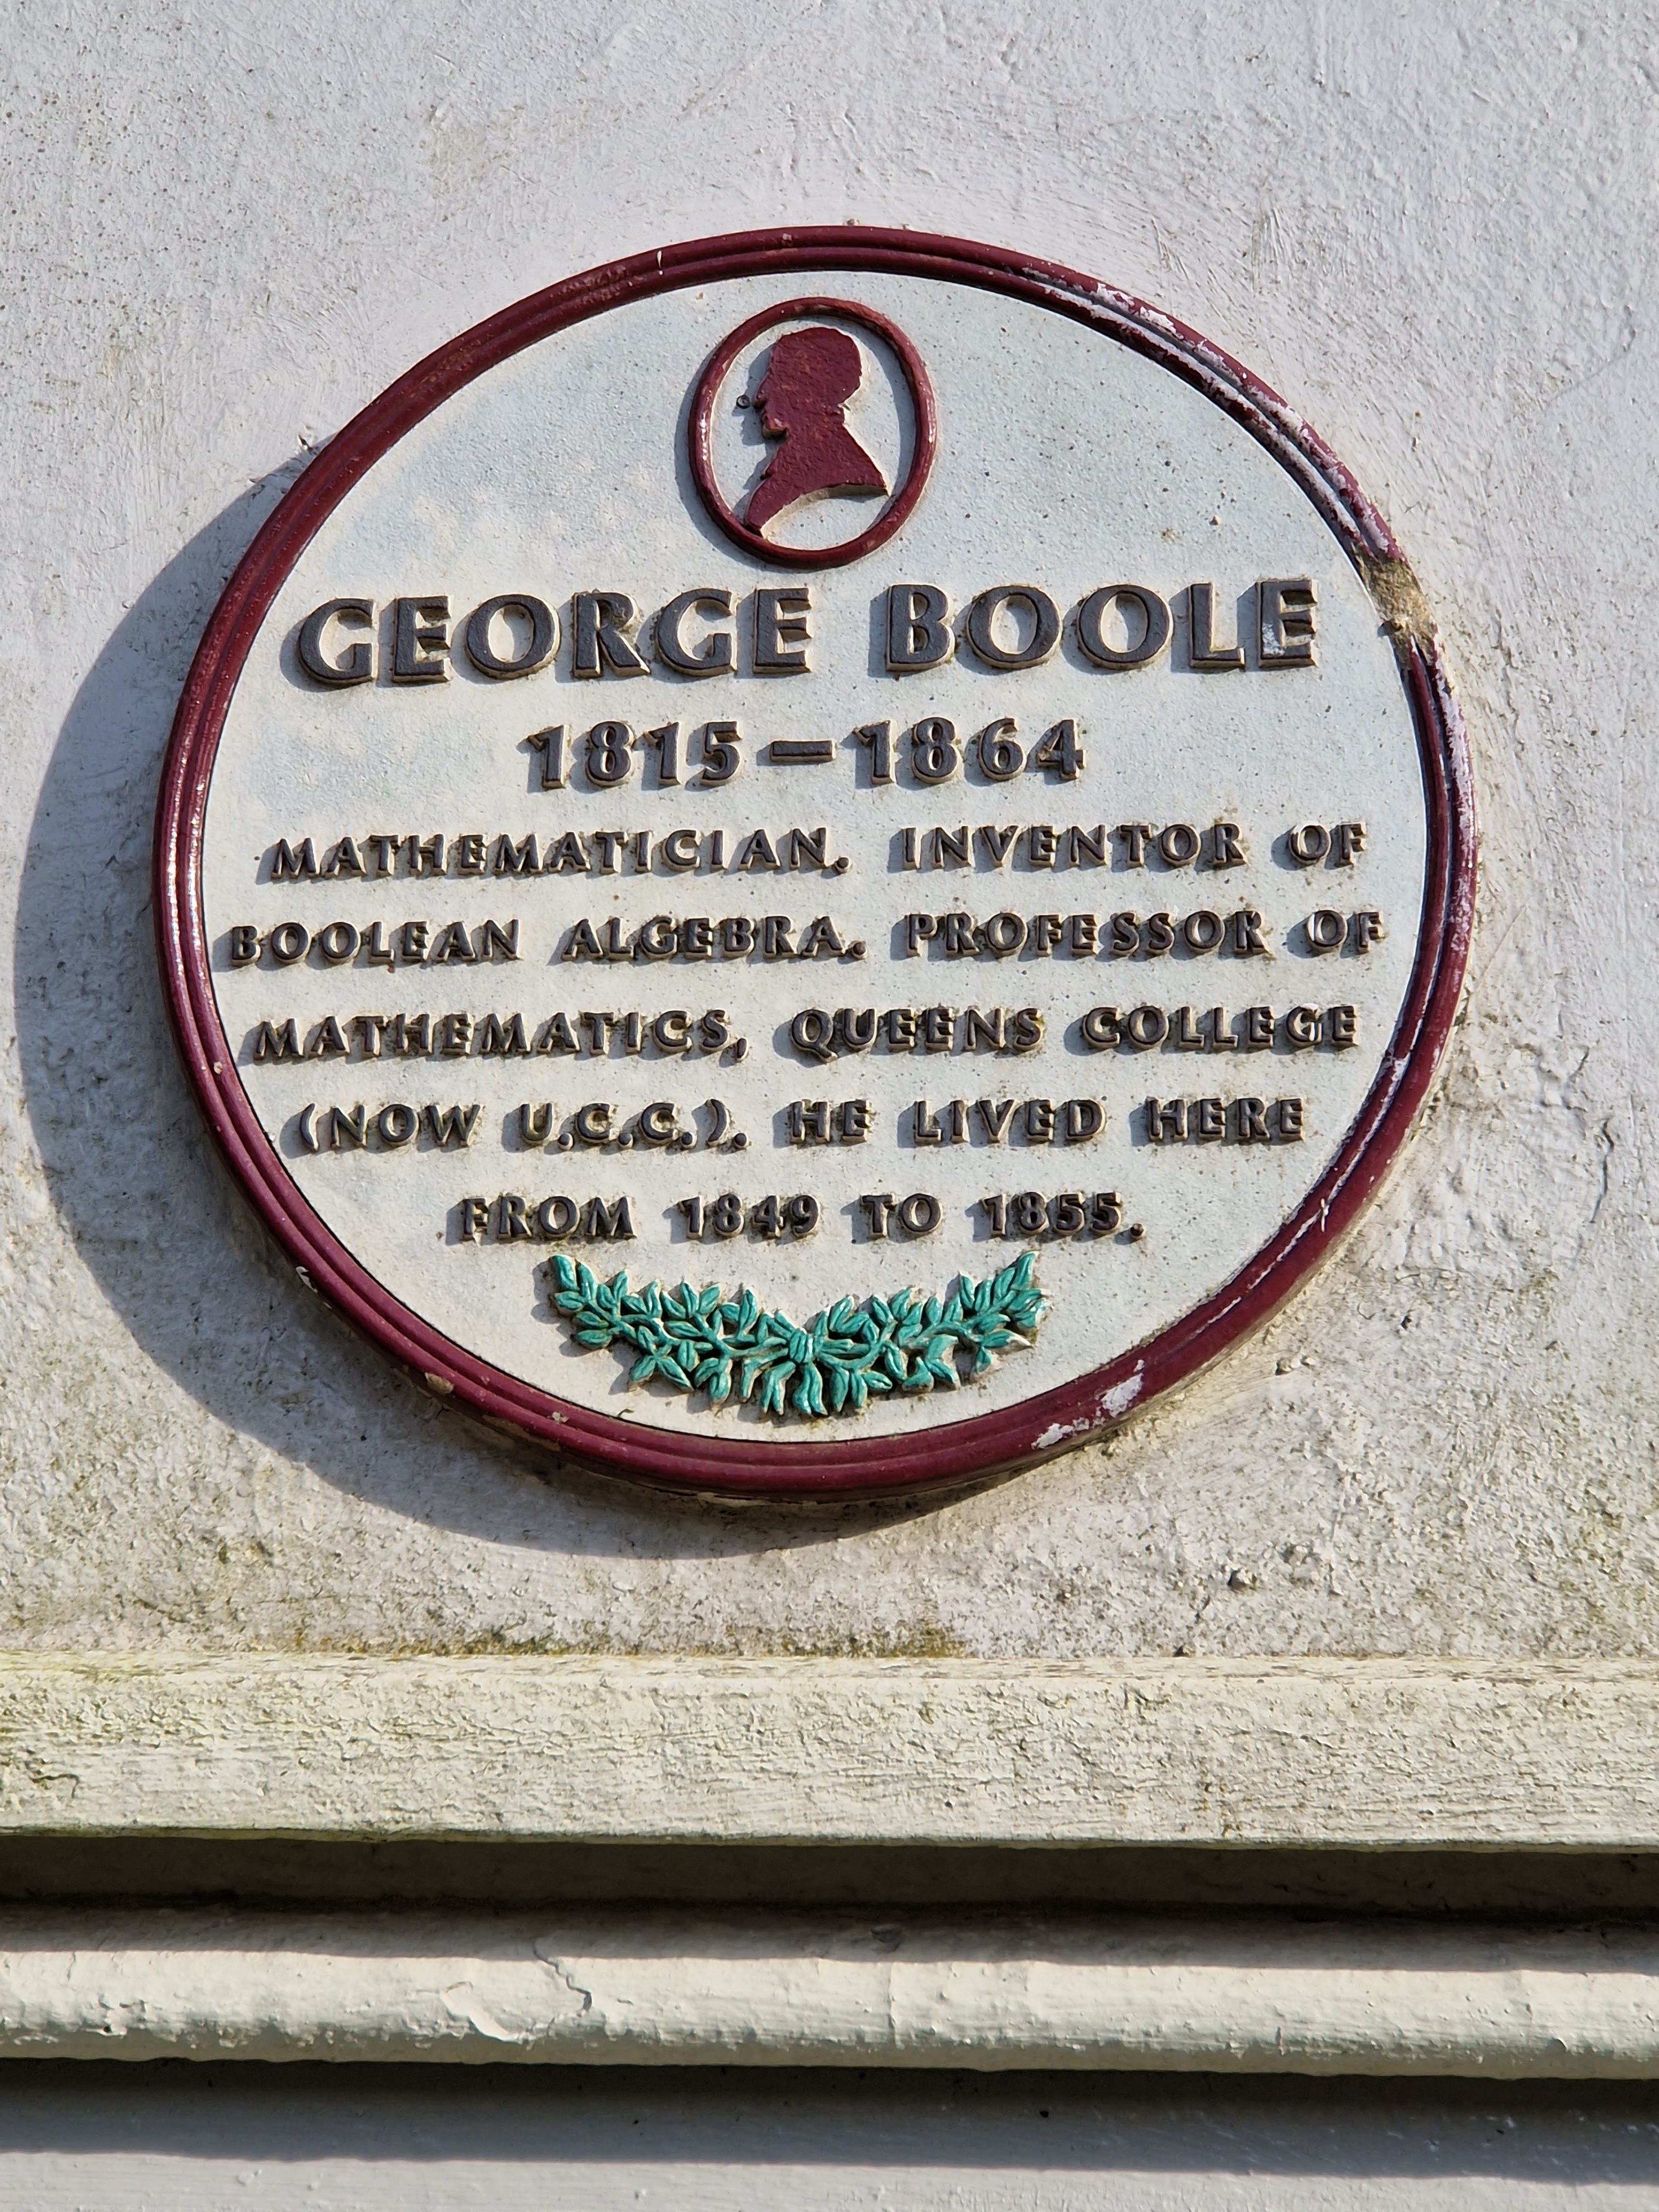 GEORGE BOOLE
1815–1864
MATHEMATICIAN. INVENTOR OF
BOOLEAN ALGEBRA. PROFESSOR OF
MATHEMATICS, QUEENS COLLEGE
(NOW U.C.C.). HE LIVED HERE
FROM 1849 TO 1855.